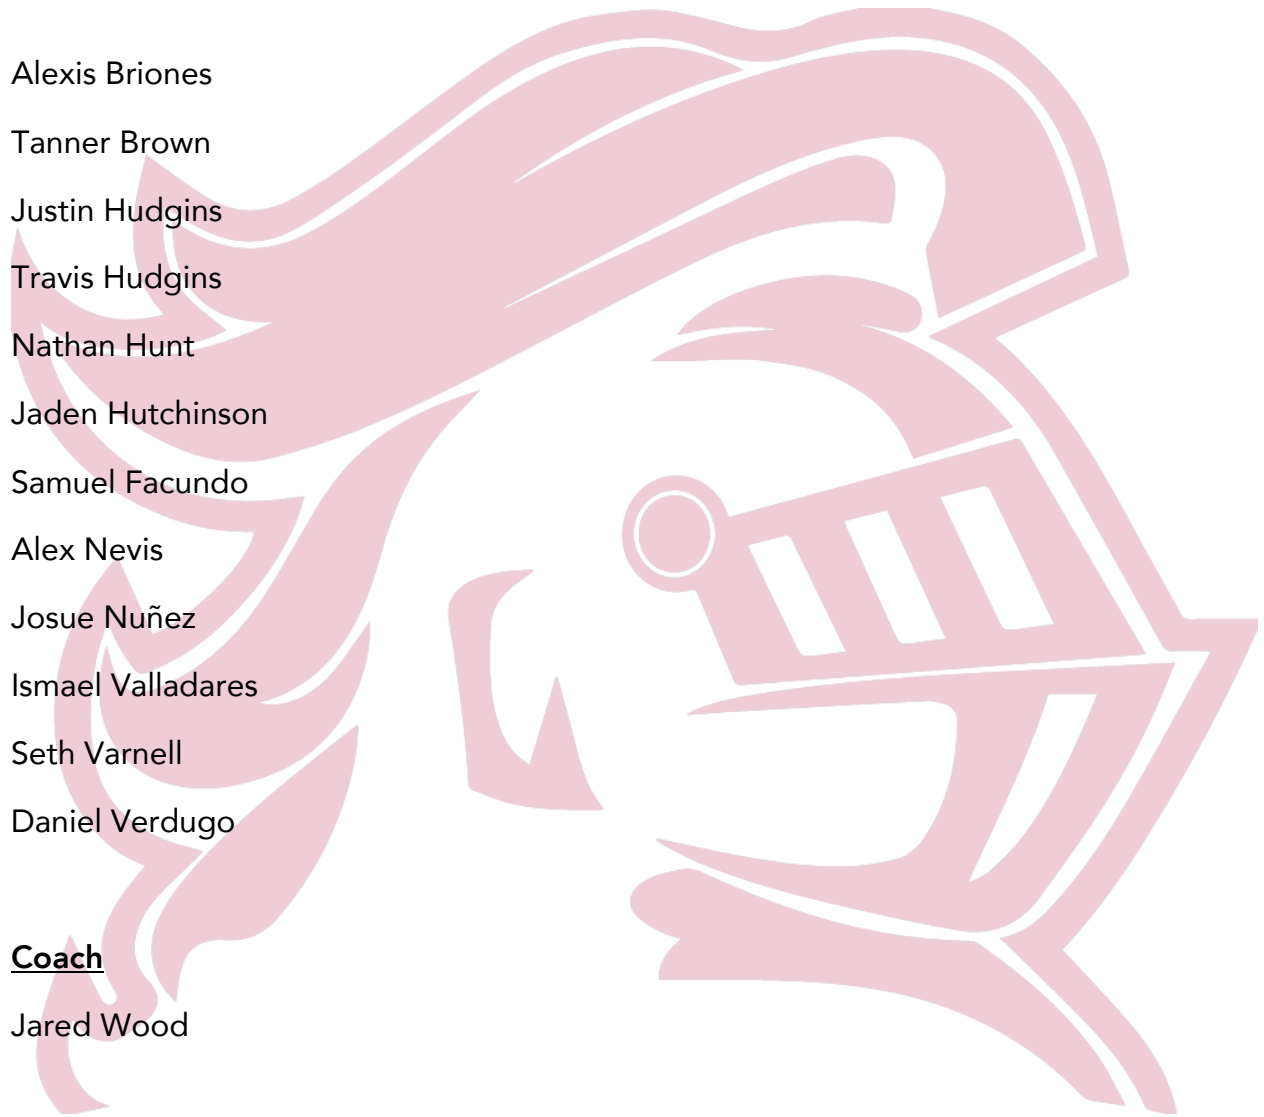 Alexis Briones
Tanner Brown
Justin Hudgins
Travis Hudgins
Nathan Hunt
Jaden Hutchinson
Samuel Facundo
Alex Nevis
Josue Nuñez
Ismael Valladares
Seth Varnell
Daniel Verdugo
Coach
Jared Wood